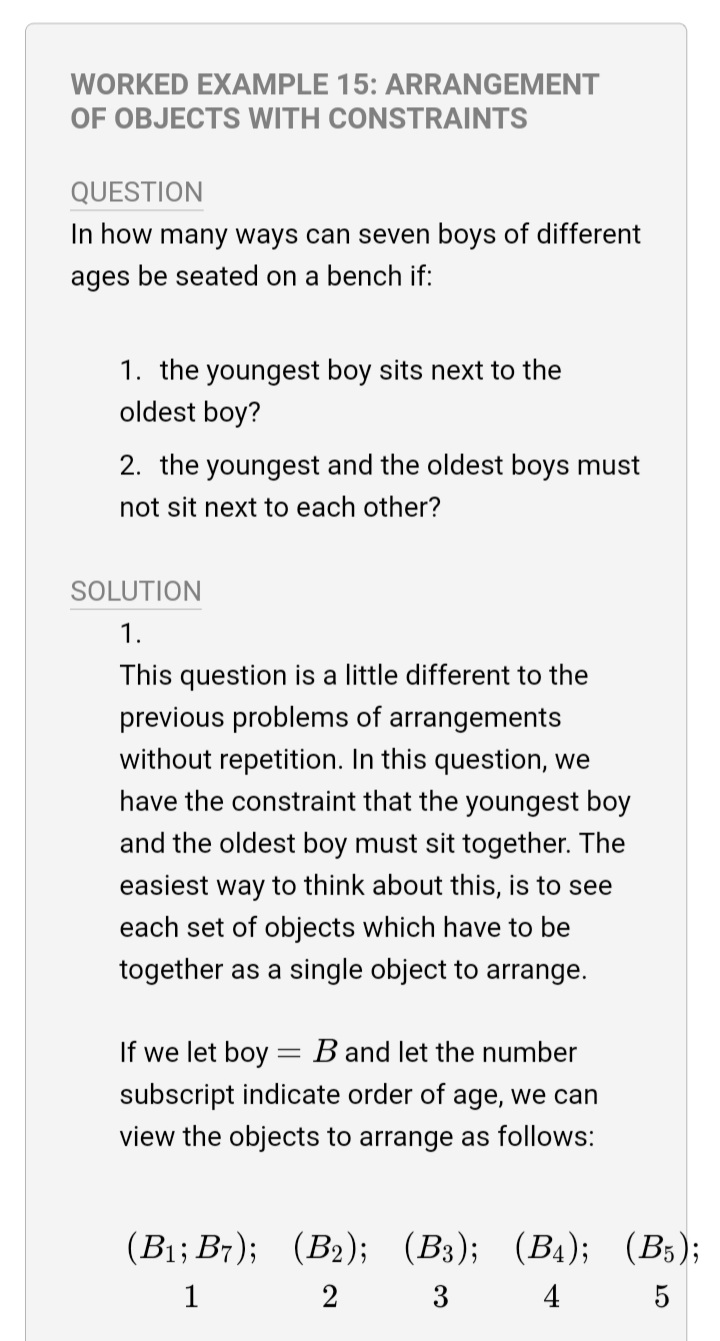 WORKED EXAMPLE 15: ARRANGEMENT
OF OBJECTS WITH CONSTRAINTS
QUESTION
In how many ways can seven boys of different
ages be seated on a bench if:
1. the youngest boy sits next to the
oldest boy?
2. the youngest and the oldest boys must
not sit next to each other?
SOLUTION
1.
This question is a little different to the
previous problems of arrangements
without repetition. In this question, we
have the constraint that the youngest boy
and the oldest boy must sit together. The
easiest way to think about this, is to see
each set of objects which have to be
together as a single object to arrange.
If we let boy = B and let the number
subscript indicate order of age, we can
view the objects to arrange as follows:
(B₁; B₇); (B₂); (B₃); (B₄); (B₅);
1 2 3 4 5